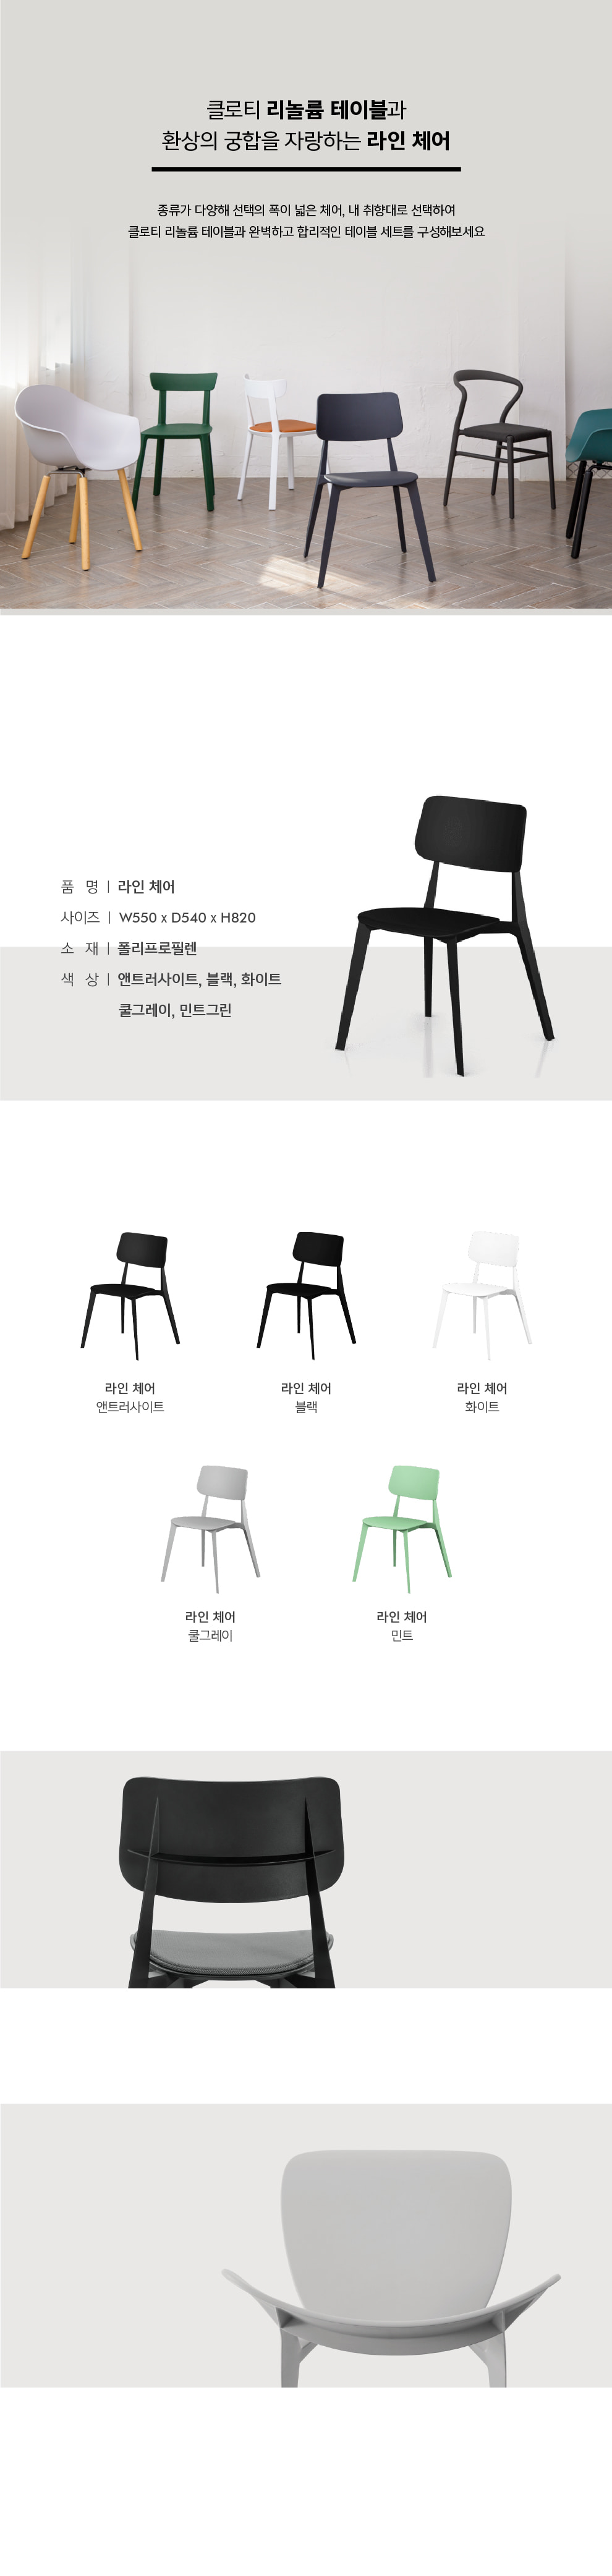 클로티 리놀륨 테이블과
환상의 궁합을 자랑하는 라인 체어
종류가 다양해 선택의 폭이 넓은 체어, 내 취향대로 선택하여
클로티 리놀륨 테이블과 완벽하고 합리적인 테이블 세트를 구성해보세요
품 명 | 라인 체어
사이즈 | W550 x D540 x H820
소 재 | 폴리프로필렌
색 상 | 앤트러사이트, 블랙, 화이트
쿨그레이, 민트그린
라인 체어
앤트러사이트
라인 체어
블랙
라인 체어
화이트
라인 체어
쿨그레이
라인 체어
민트